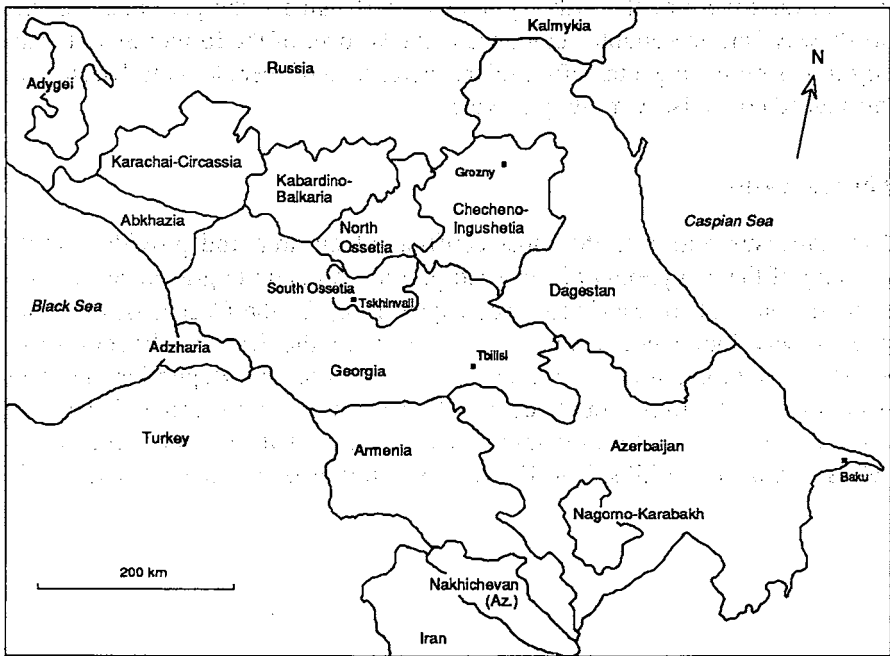 Kalmykia
N
Russia
Adygei
Karachai-Circassia
Kabardino-
Balkaria
Grozny
Checheno-
Ingushetia
Abkhazia
North
Ossetia
Caspian Sea
Black Sea
South Ossetia
Tskhinvali
Dagestan
Adzharia
Georgia
Tbilisi
Turkey
Armenia
Azerbaijan
Baku
Nagorno-Karabakh
200 km
Nakhichevan
(Az.)
Iran